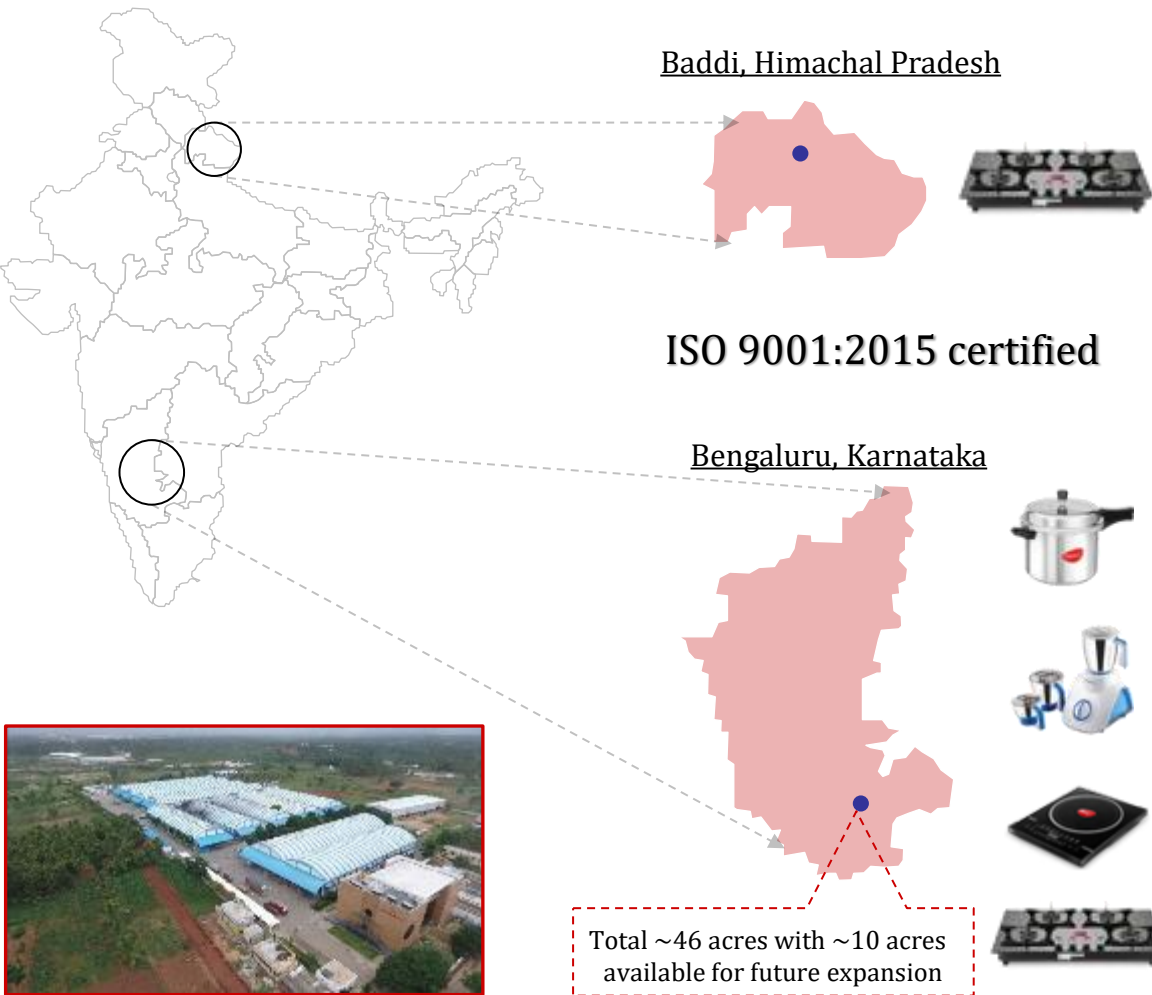 Baddi, Himachal Pradesh
ISO 9001:2015 certified
Bengaluru, Karnataka
Total ~46 acres with ~10 acres
available for future expansion